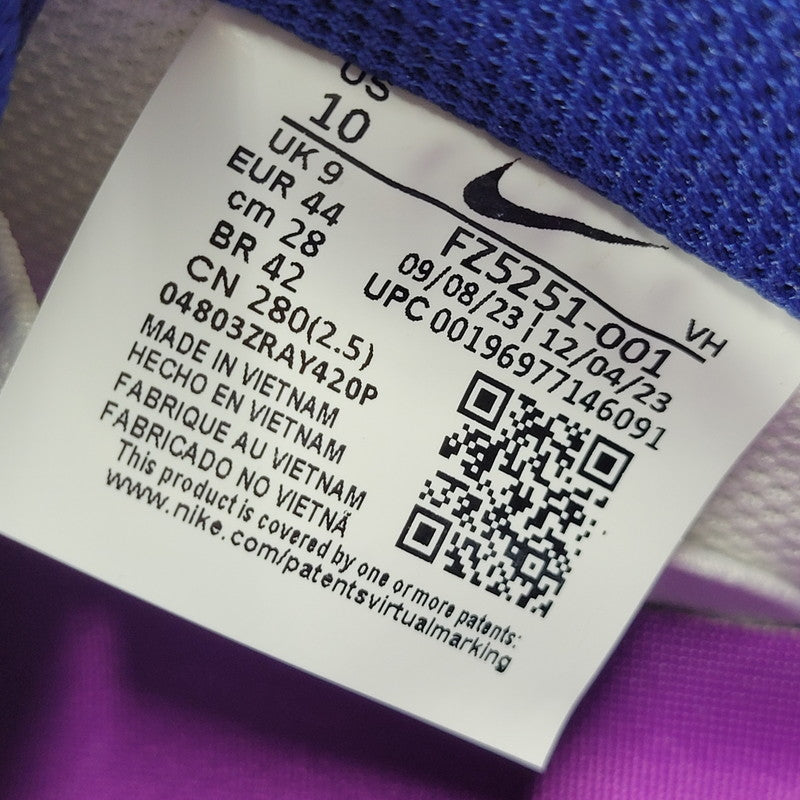 US
10
UK 9
EUR 44
cm 28
BR 42
CN 280(2.5)
04803ZRAY420P
MADE IN VIETNAM
HECHO EN VIETNAM
FABRIQUE AU VIETNAM
FABRICADO NO VIETNÃ
This product is covered by one or more patents:
www.nike.com/patentsvirtualmarking
VH
FZ5251-001
09/08/23 | 12/04/23
UPC 00196977146091